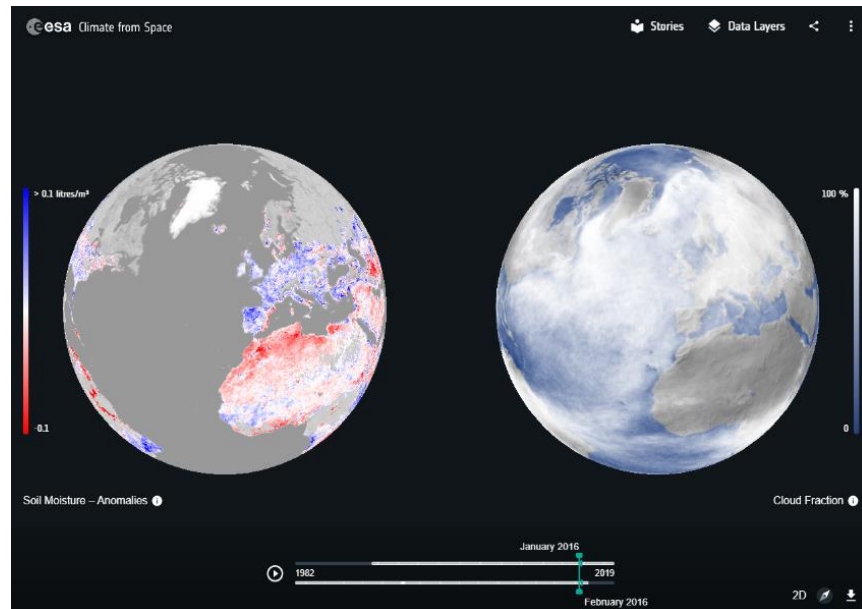 esa Climate from Space
Stories
Data Layers
> 0.1 litres/m³
-0.1
100 %
0
Soil Moisture – Anomalies
Cloud Fraction
January 2016
1982
2019
February 2016
2D